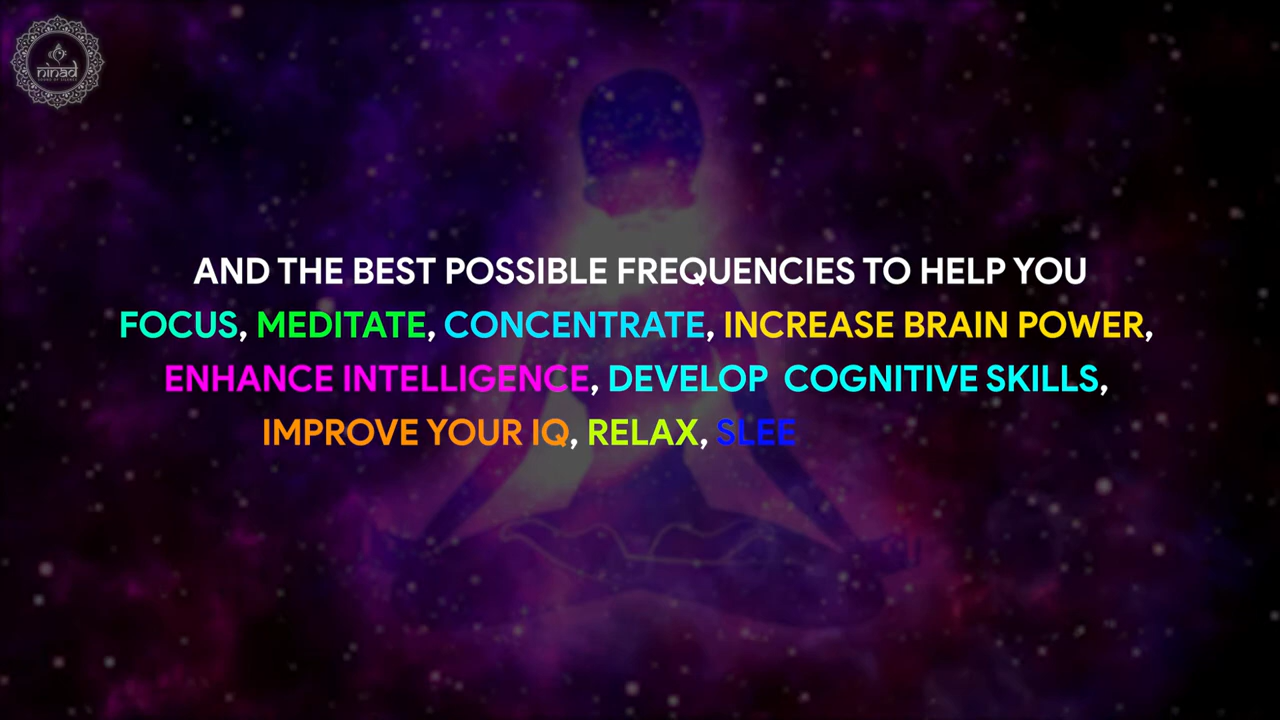 ninad
AND THE BEST POSSIBLE FREQUENCIES TO HELP YOU
FOCUS, MEDITATE, CONCENTRATE, INCREASE BRAIN POWER,
ENHANCE INTELLIGENCE, DEVELOP COGNITIVE SKILLS,
IMPROVE YOUR IQ, RELAX, SLEE